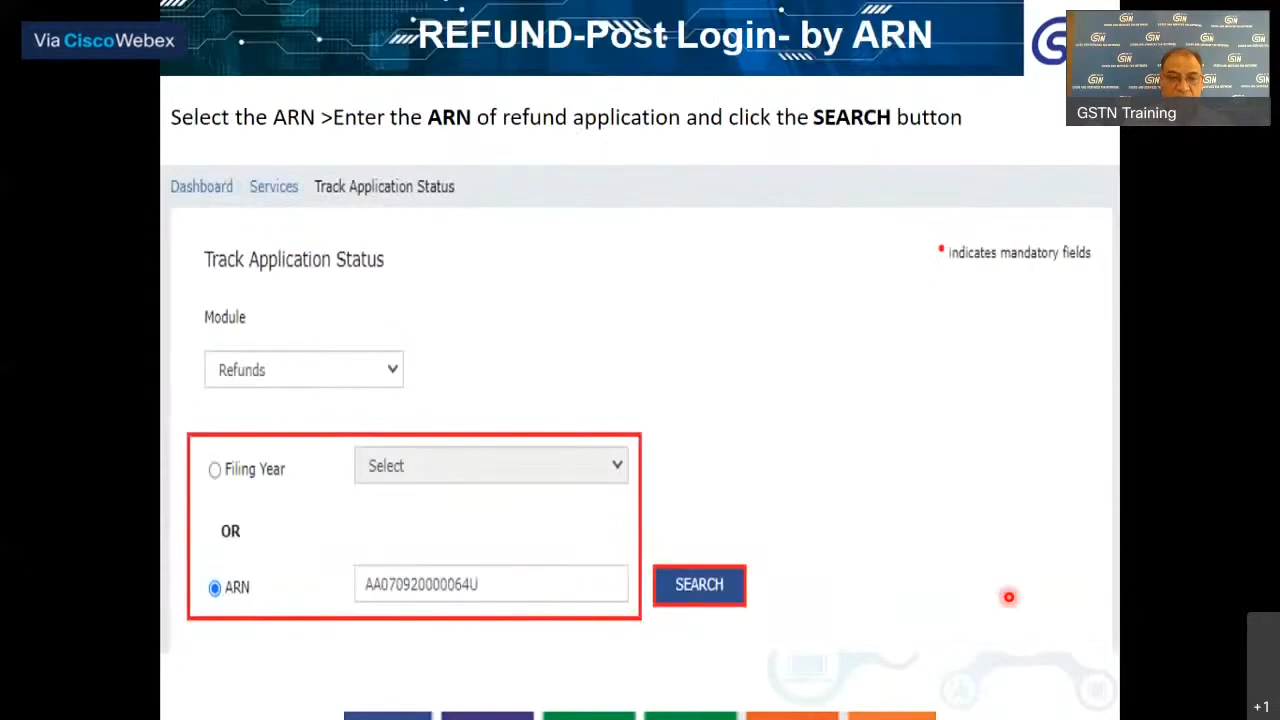 Via CiscoWebex
REFUND-Post Login- by ARN
GSTN Training
Select the ARN >Enter the ARN of refund application and click the SEARCH button
Dashboard Services Track Application Status
Track Application Status
• indicates mandatory fields
Module
Refunds
Filing Year Select
OR
ARN AA070920000064U SEARCH
+1